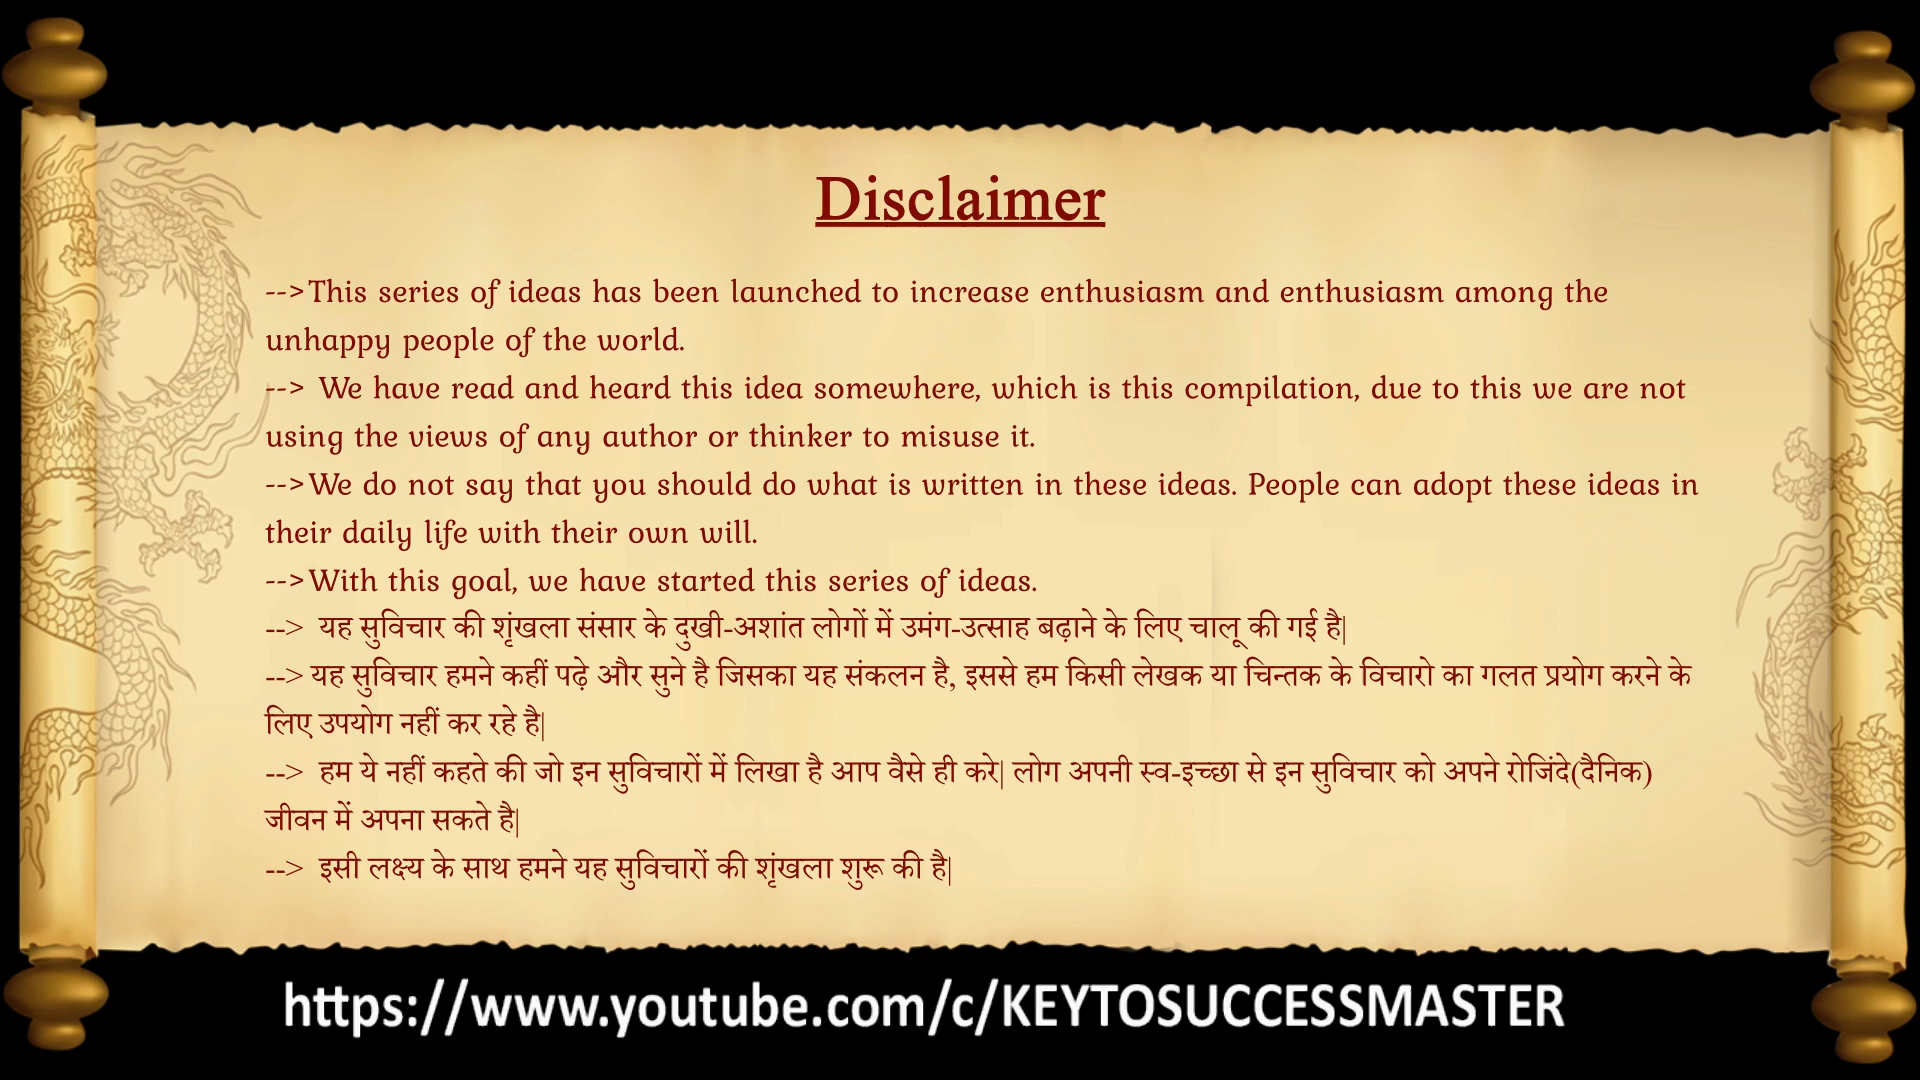 Disclaimer
-->This series of ideas has been launched to increase enthusiasm and enthusiasm among the
unhappy people of the world.
--> We have read and heard this idea somewhere, which is this compilation, due to this we are not
using the views of any author or thinker to misuse it.
-->We do not say that you should do what is written in these ideas. People can adopt these ideas in
their daily life with their own will.
-->With this goal, we have started this series of ideas.
--> यह सुविचार की शृंखला संसार के दुखी-अशांत लोगों में उमंग-उत्साह बढ़ाने के लिए चालू की गई है|
--> यह सुविचार हमने कहीं पढ़े और सुने है जिसका यह संकलन है, इससे हम किसी लेखक या चिन्तक के विचारो का गलत प्रयोग करने के
लिए उपयोग नहीं कर रहे है|
--> हम ये नहीं कहते की जो इन सुविचारों में लिखा है आप वैसे ही करे| लोग अपनी स्व-इच्छा से इन सुविचार को अपने रोजिंदे(दैनिक)
जीवन में अपना सकते है|
--> इसी लक्ष्य के साथ हमने यह सुविचारों की शृंखला शुरू की है|
https://www.youtube.com/c/KEYTOSUCCESSMASTER